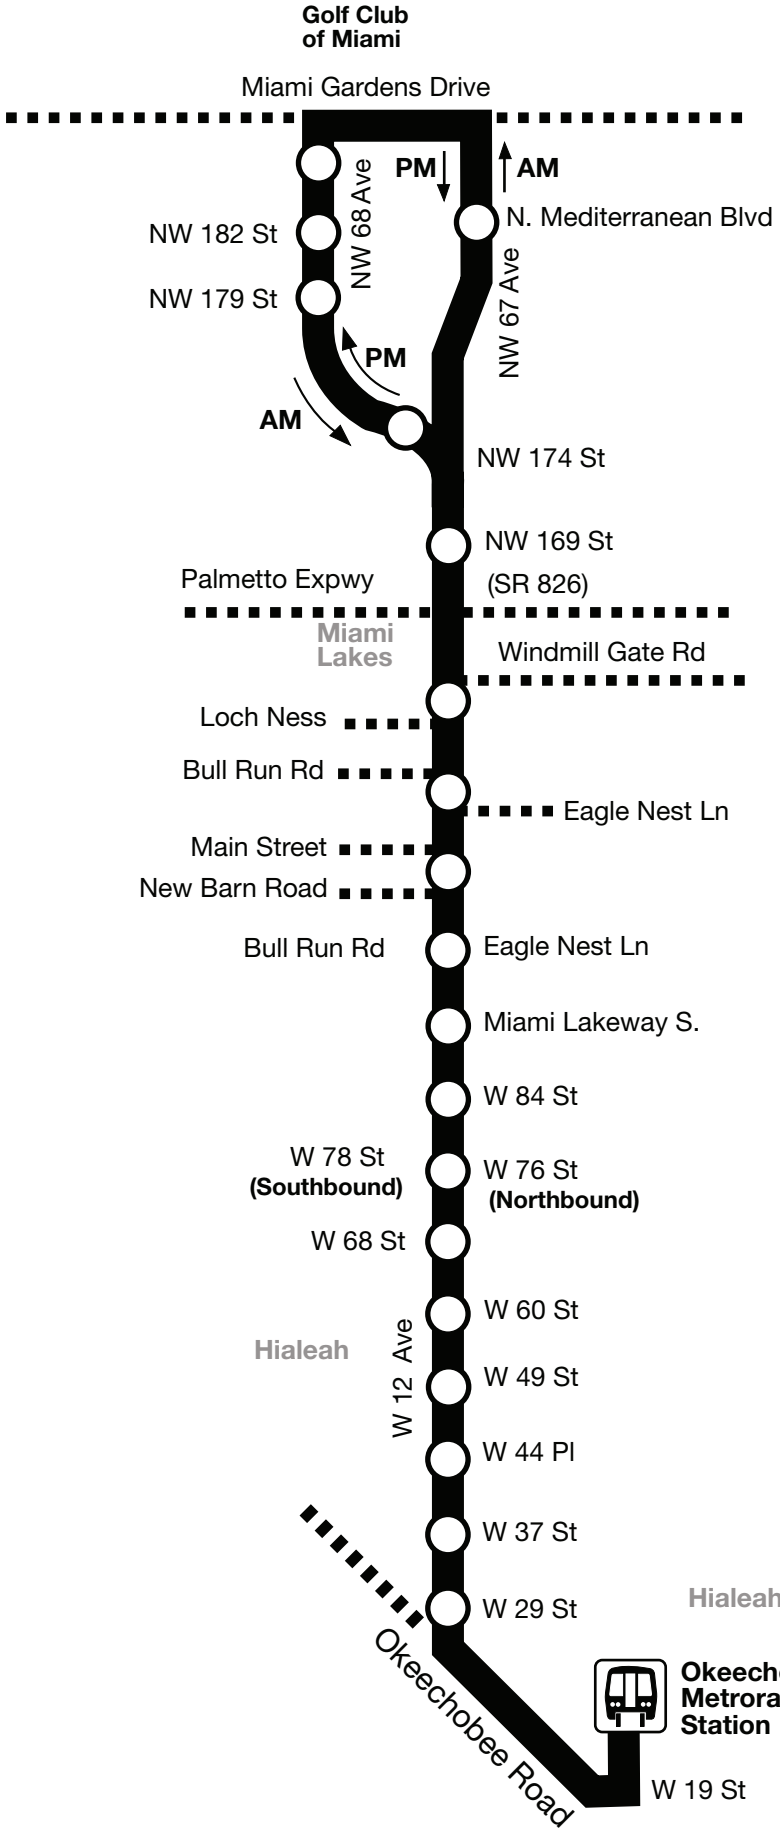 Golf Club
of Miami
Miami Gardens Drive
PM
AM
NW 68 Ave
N. Mediterranean Blvd
NW 182 St
NW 67 Ave
NW 179 St
PM
AM
NW 174 St
NW 169 St
Palmetto Expwy
(SR 826)
Miami
Lakes
Windmill Gate Rd
Loch Ness
Bull Run Rd
Eagle Nest Ln
Main Street
New Barn Road
Bull Run Rd
Eagle Nest Ln
Miami Lakeway S.
W 84 St
W 78 St
(Southbound)
W 76 St
(Northbound)
W 68 St
W 60 St
Hialeah
W 12 Ave
W 49 St
W 44 Pl
W 37 St
W 29 St
Hialeah
Okeechobee Road
Okeech
Metrora
Station
W 19 St